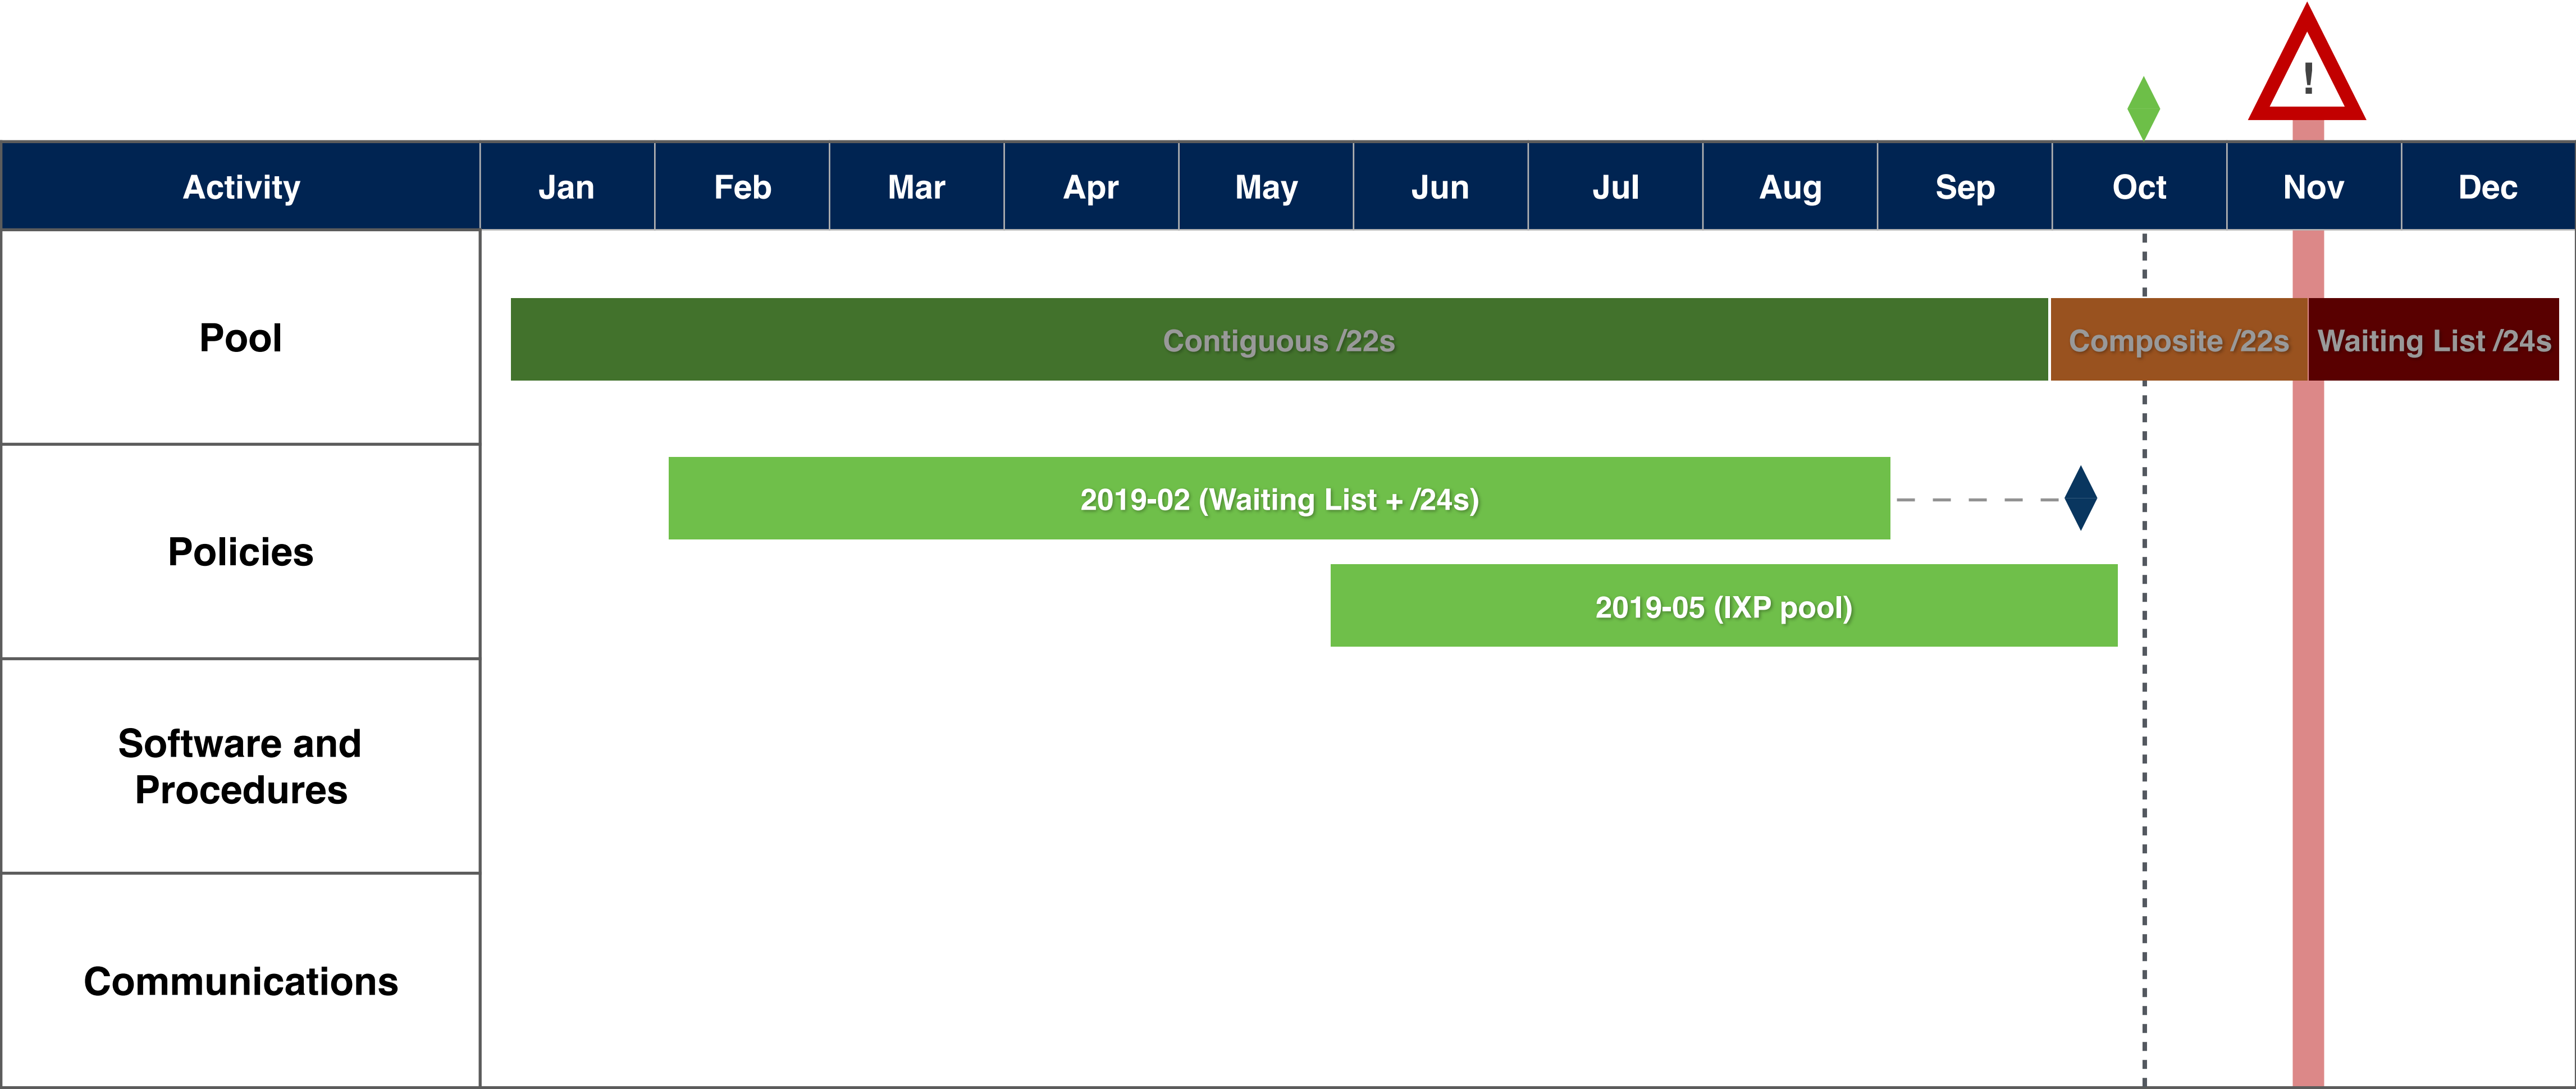 !
Activity Jan Feb Mar Apr May Jun Jul Aug Sep Oct Nov Dec
Pool
Contiguous /22s
Composite /22s
Waiting List /24s
Policies
2019-02 (Waiting List + /24s)
2019-05 (IXP pool)
Software and
Procedures
Communications